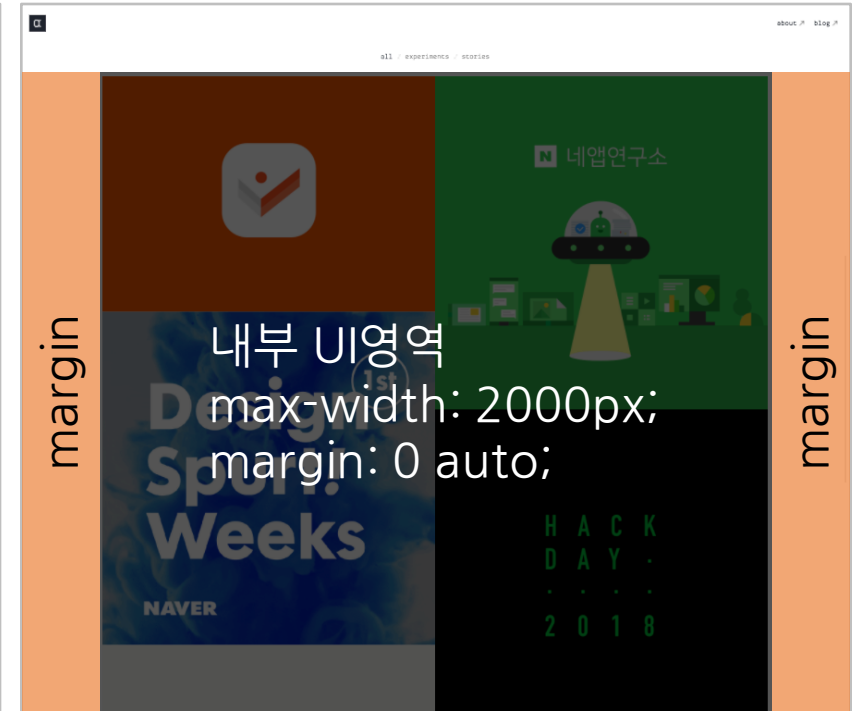 α
about ↗ blog ↗
all / experiments / stories
N 네앱연구소
margin
내부 UI영역
max-width: 2000px;
margin: 0 auto;
margin
1st
Design
Spurt!
Weeks
NAVER
HACK
DAY·
····
2018